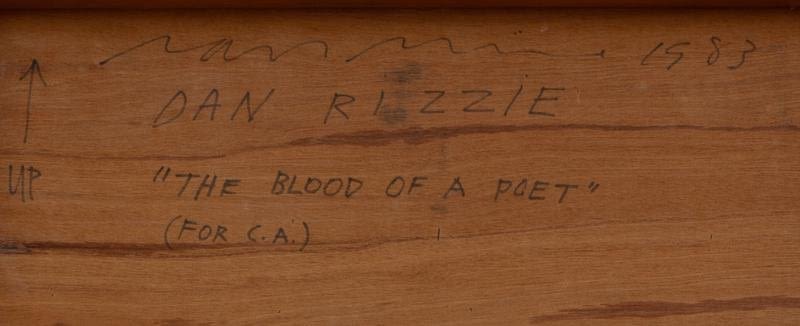 1983
DAN RIZZIE
UP
"THE BLOOD OF A POET"
(FOR C.A.)